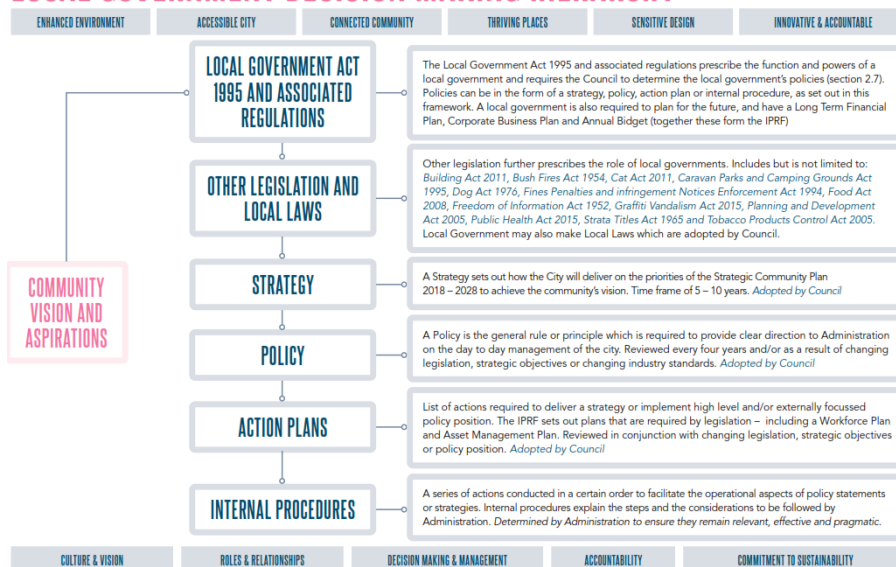 LOCAL GOVERNMENT DECISION MAKING HIERARCHY
ENHANCED ENVIRONMENT
ACCESSIBLE CITY
CONNECTED COMMUNITY
THRIVING PLACES
SENSITIVE DESIGN
INNOVATIVE & ACCOUNTABLE
LOCAL GOVERNMENT ACT
1995 AND ASSOCIATED
REGULATIONS
The Local Government Act 1995 and associated regulations prescribe the function and powers of a
local government and requires the Council to determine the local government's policies (section 2.7).
Policies can be in the form of a strategy, policy, action plan or internal procedure, as set out in this
framework. A local government is also required to plan for the future, and have a Long Term Financial
Plan, Corporate Business Plan and Annual Budget (together these form the IPRF)
OTHER LEGISLATION AND
LOCAL LAWS
Other legislation further prescribes the role of local governments. Includes but is not limited to:
Building Act 2011, Bush Fires Act 1954, Cat Act 2011, Caravan Parks and Camping Grounds Act
1995, Dog Act 1976, Fines Penalties and infringement Notices Enforcement Act 1994, Food Act
2008, Freedom of Information Act 1952, Graffiti Vandalism Act 2015, Planning and Development
Act 2005, Public Health Act 2015, Strata Titles Act 1965 and Tobacco Products Control Act 2005.
Local Government may also make Local Laws which are adopted by Council.
COMMUNITY
VISION AND
ASPIRATIONS
STRATEGY
A Strategy sets out how the City will deliver on the priorities of the Strategic Community Plan
2018 – 2028 to achieve the community's vision. Time frame of 5 – 10 years. Adopted by Council
POLICY
A Policy is the general rule or principle which is required to provide clear direction to Administration
on the day to day management of the city. Reviewed every four years and/or as a result of changing
legislation, strategic objectives or changing industry standards. Adopted by Council
ACTION PLANS
List of actions required to deliver a strategy or implement high level and/or externally focussed
policy position. The IPRF sets out plans that are required by legislation – including a Workforce Plan
and Asset Management Plan. Reviewed in conjunction with changing legislation, strategic objectives
or policy position. Adopted by Council
INTERNAL PROCEDURES
A series of actions conducted in a certain order to facilitate the operational aspects of policy statements
or strategies. Internal procedures explain the steps and the considerations to be followed by
Administration. Determined by Administration to ensure they remain relevant, effective and pragmatic.
CULTURE & VISION
ROLES & RELATIONSHIPS
DECISION MAKING & MANAGEMENT
ACCOUNTABILITY
COMMITMENT TO SUSTAINABILITY